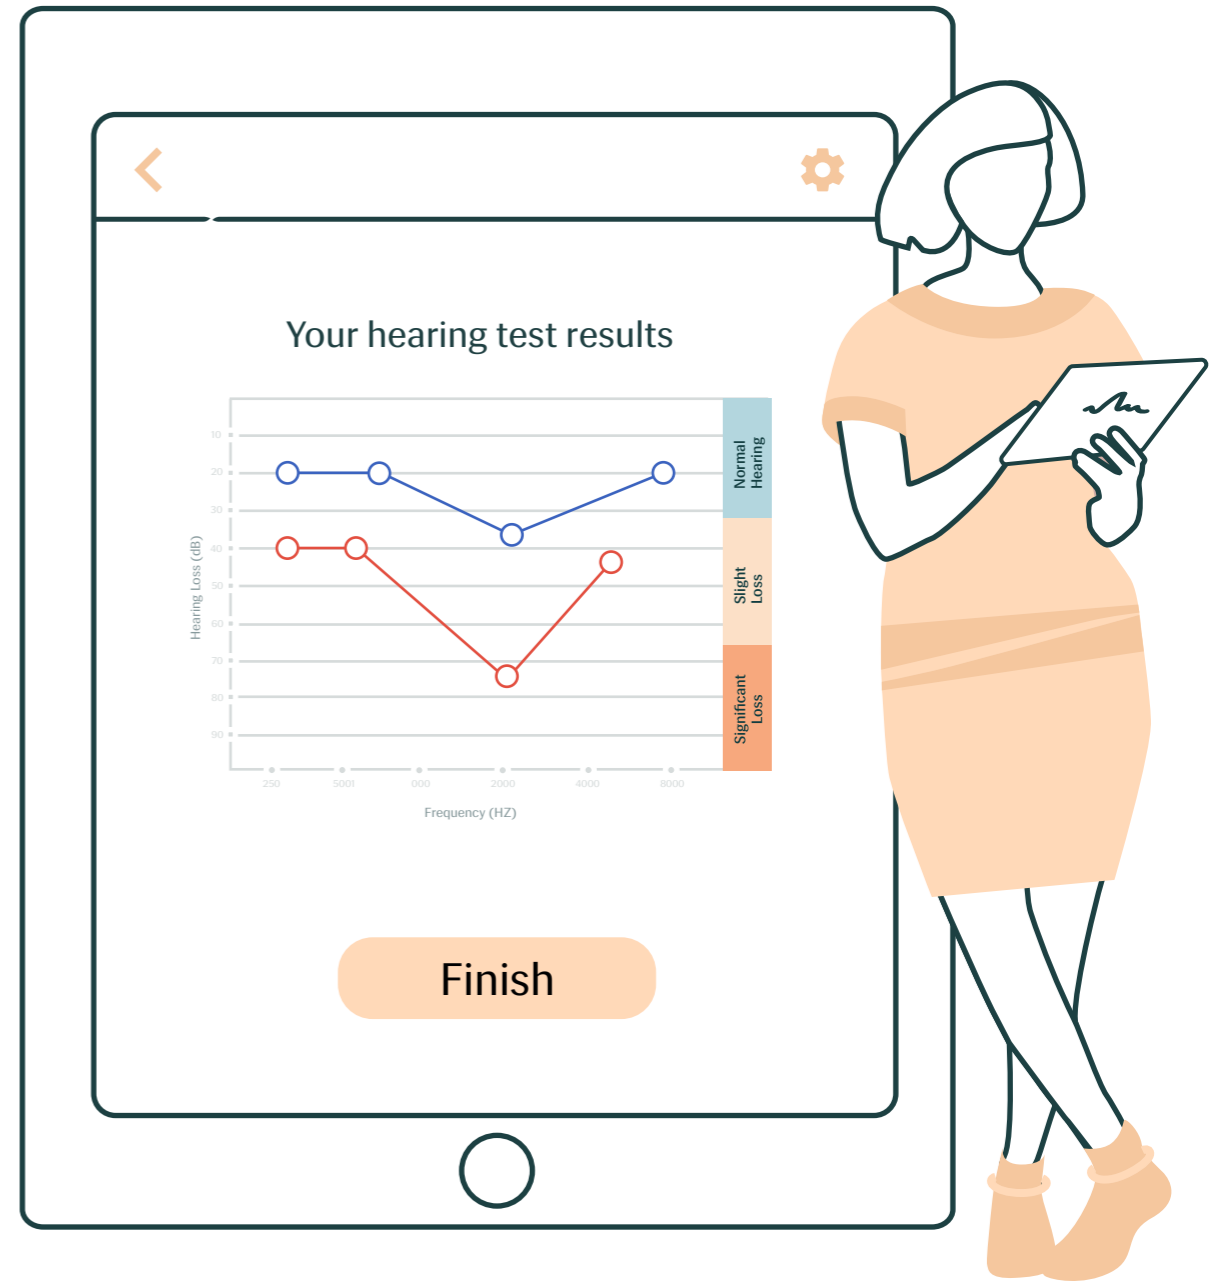 Your hearing test results
10
20
30
40
50
60
70
80
90
Hearing Loss (dB)
Normal
Hearing
Slight
Loss
Significant
Loss
250 5001 000 2000 4000 8000
Frequency (HZ)
Finish